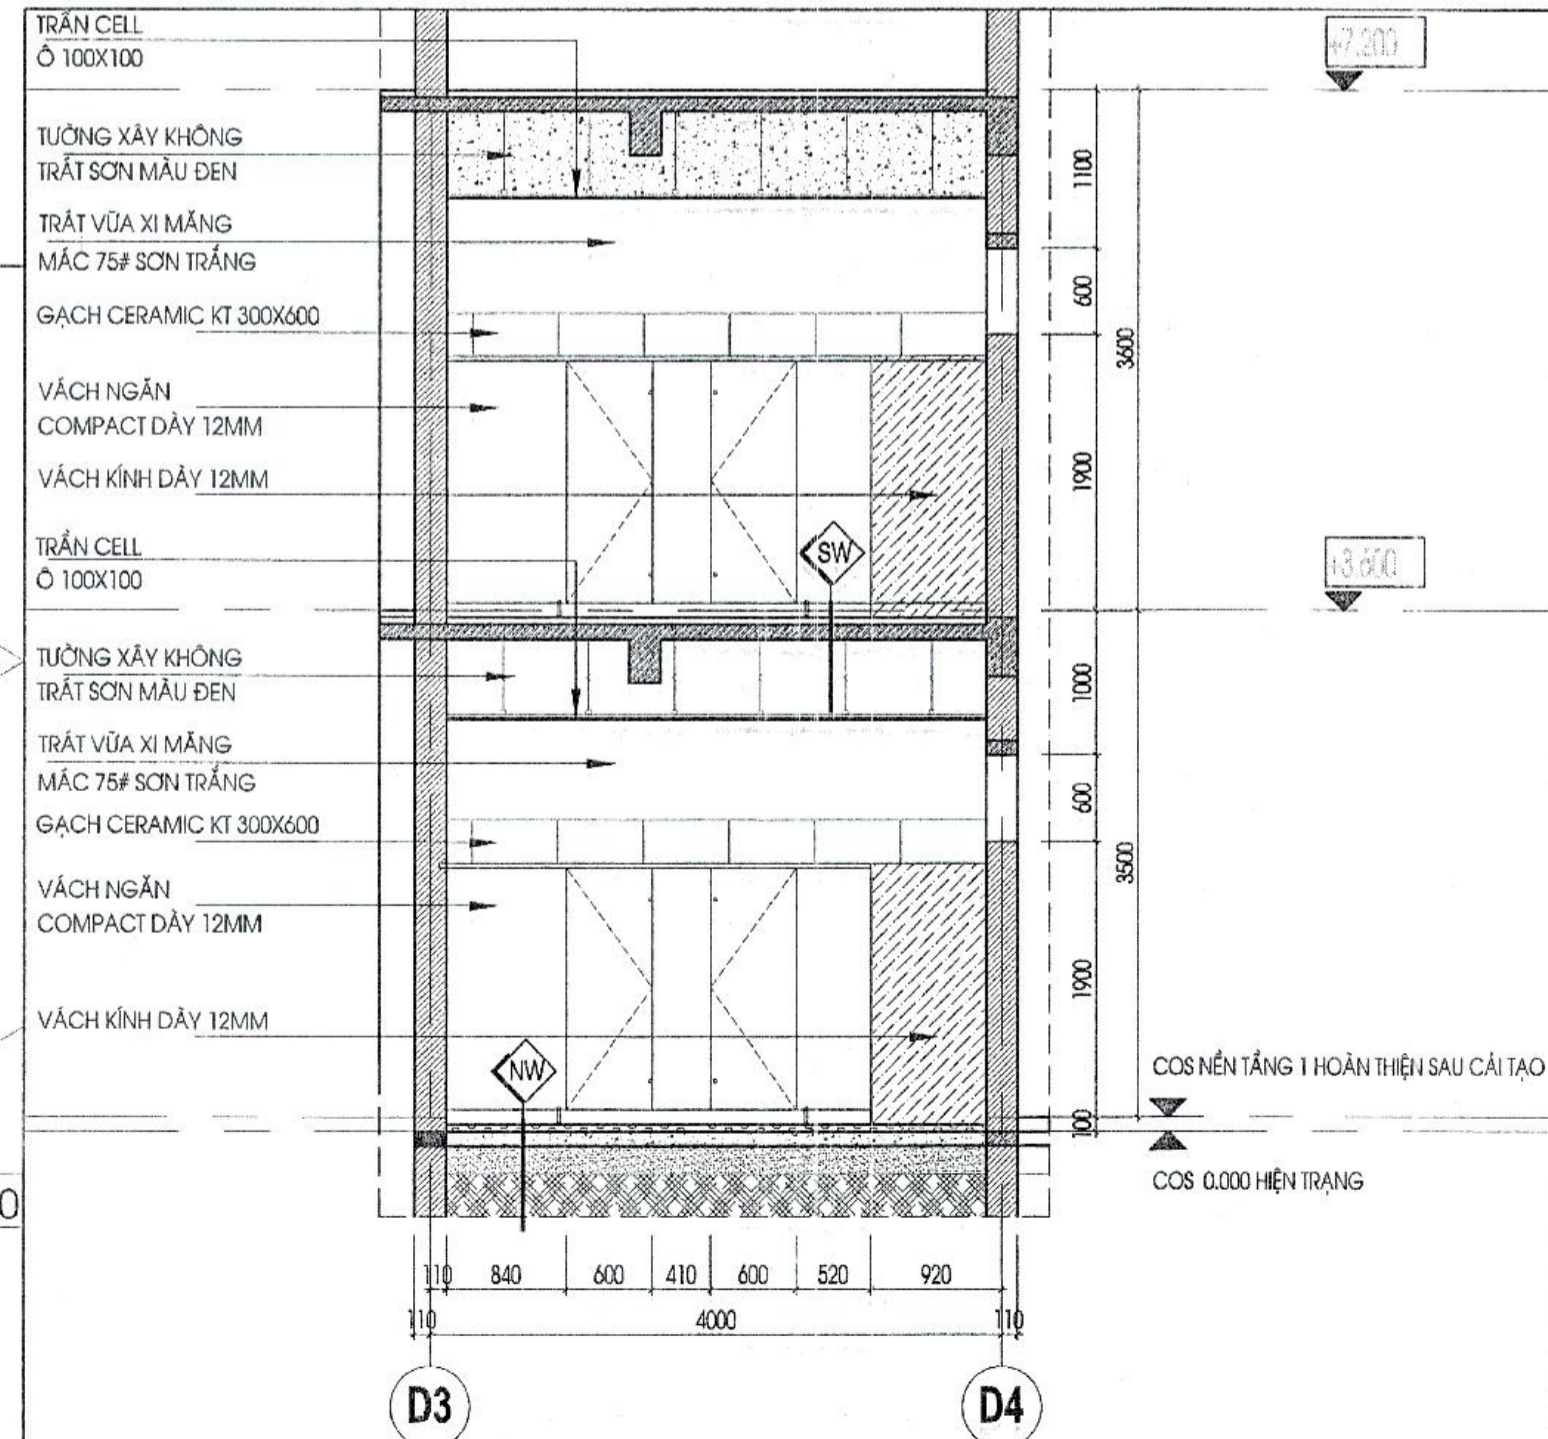 TRẦN CELL
Ô 100X100
TƯỜNG XÂY KHÔNG
TRÁT SƠN MÀU ĐEN
TRÁT VỮA XI MĂNG
MÁC 75# SƠN TRẮNG
GẠCH CERAMIC KT 300X600
VÁCH NGĂN
COMPACT DÀY 12MM
VÁCH KÍNH DÀY 12MM
TRẦN CELL
Ô 100X100
TƯỜNG XÂY KHÔNG
TRÁT SƠN MÀU ĐEN
TRÁT VỮA XI MĂNG
MÁC 75# SƠN TRẮNG
GẠCH CERAMIC KT 300X600
VÁCH NGĂN
COMPACT DÀY 12MM
VÁCH KÍNH DÀY 12MM
SW
NW
+7.200
1100
600
3600
1900
+3.600
1000
600
3500
1900
100
COS NỀN TẦNG 1 HOÀN THIỆN SAU CẢI TẠO
COS 0.000 HIỆN TRẠNG
0
110 840 600 410 600 520 920
110 4000 110
D3 D4